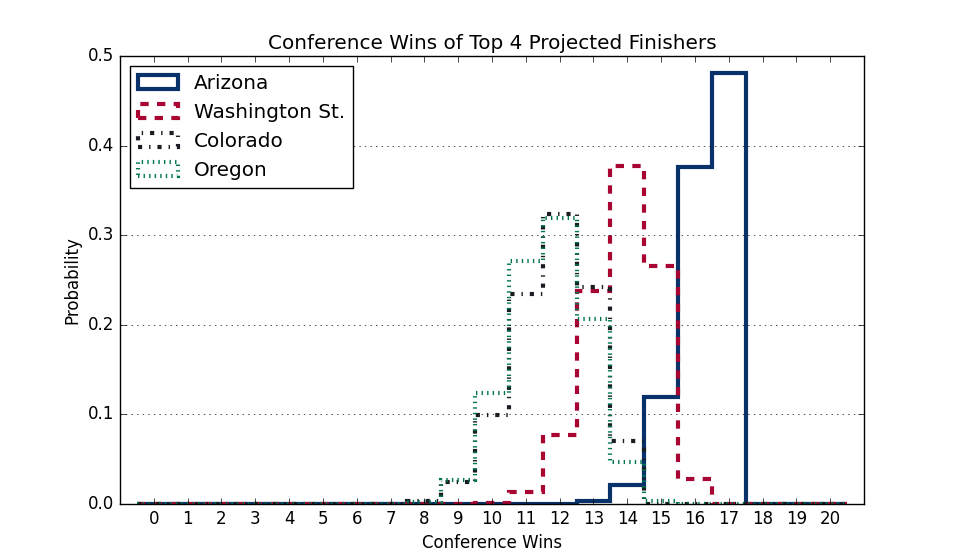 Conference Wins of Top 4 Projected Finishers
Arizona
Washington St.
Colorado
Oregon
Probability
0.5
0.4
0.3
0.2
0.1
0.0
0 1 2 3 4 5 6 7 8 9 10 11 12 13 14 15 16 17 18 19 20
Conference Wins